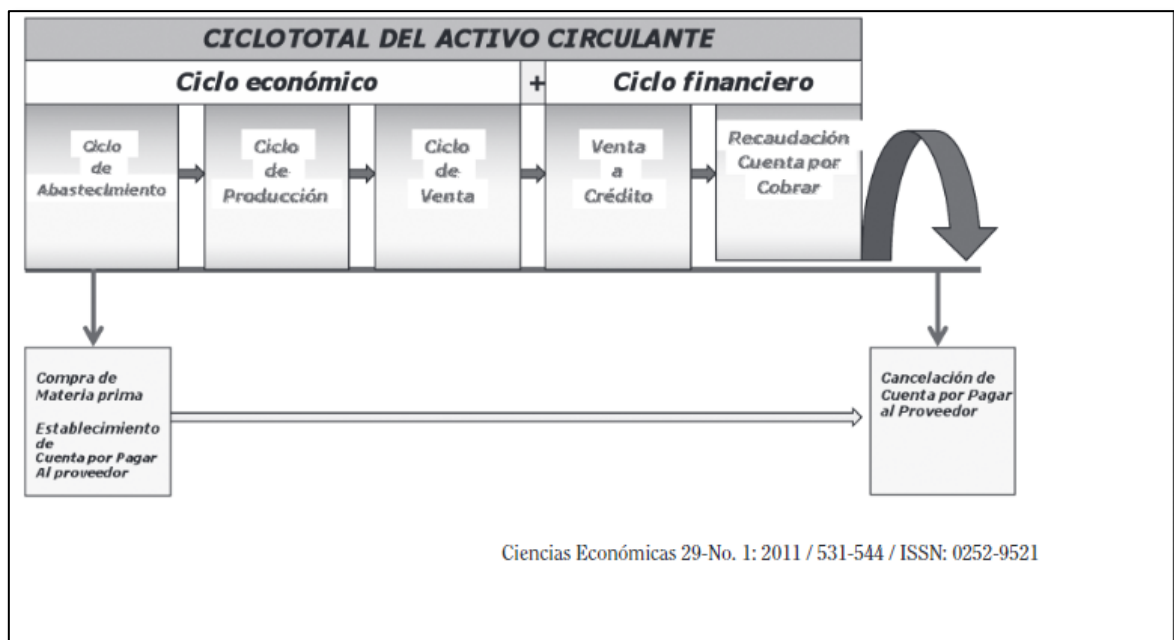 CICLOTOTAL DEL ACTIVO CIRCULANTE
Ciclo económico
+
Ciclo financiero
Ciclo
de
Abastecimiento
Ciclo
de
Producción
Ciclo
de
Venta
Venta
a
Crédito
Recaudación
Cuenta por
Cobrar
Compra de
Materia prima
Establecimiento
de
Cuenta por Pagar
Al proveedor
Cancelación de
Cuenta por Pagar
al Proveedor
Ciencias Económicas 29-No. 1: 2011 / 531-544 / ISSN: 0252-9521